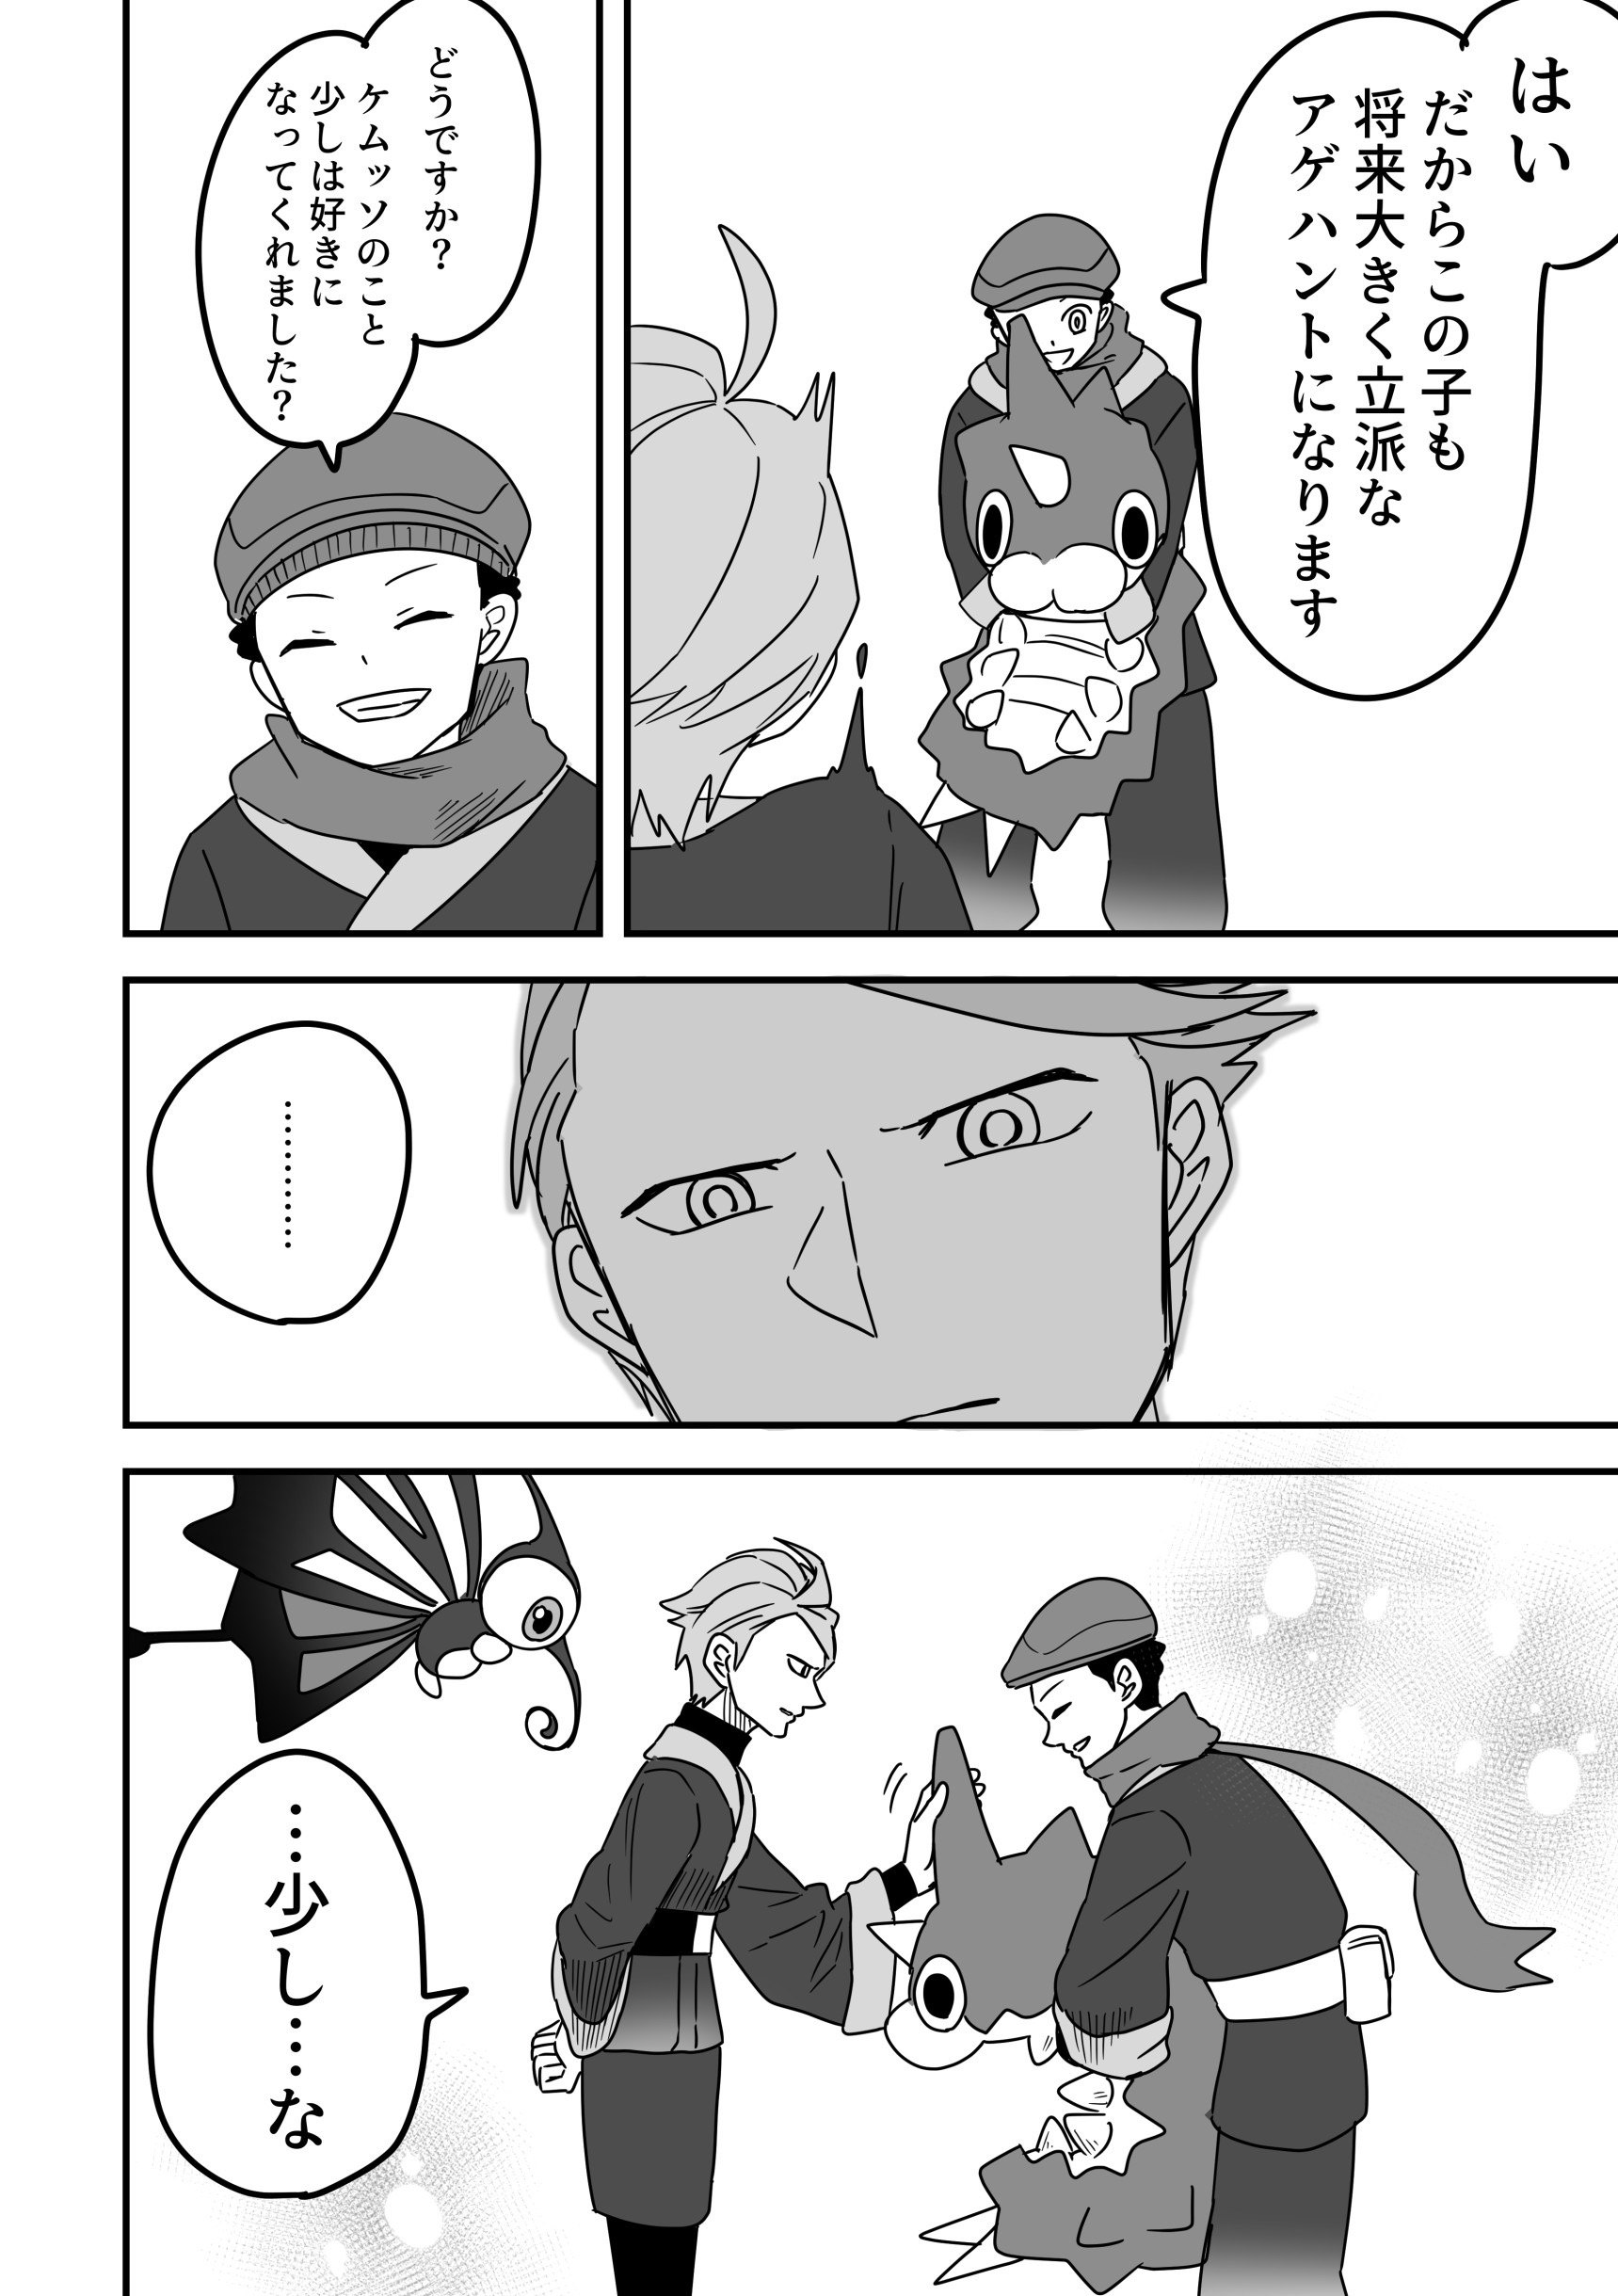 はい
だからこの子も
将来大きく立派な
アゲハントになります
どうですか？
ケムッソのこと
少しは好きに
なってくれました？
…………
……少し……な